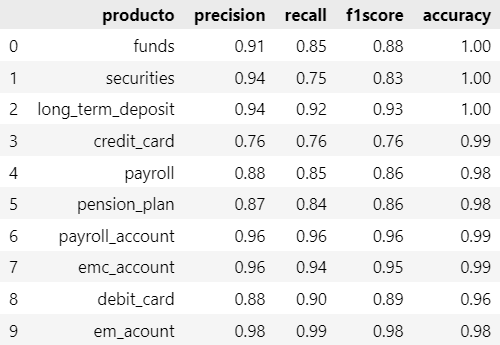 producto precision recall f1score accuracy
0 funds 0.91 0.85 0.88 1.00
1 securities 0.94 0.75 0.83 1.00
2 long_term_deposit 0.94 0.92 0.93 1.00
3 credit_card 0.76 0.76 0.76 0.99
4 payroll 0.88 0.85 0.86 0.98
5 pension_plan 0.87 0.84 0.86 0.98
6 payroll_account 0.96 0.96 0.96 0.99
7 emc_account 0.96 0.94 0.95 0.99
8 debit_card 0.88 0.90 0.89 0.96
9 em_acount 0.98 0.99 0.98 0.98